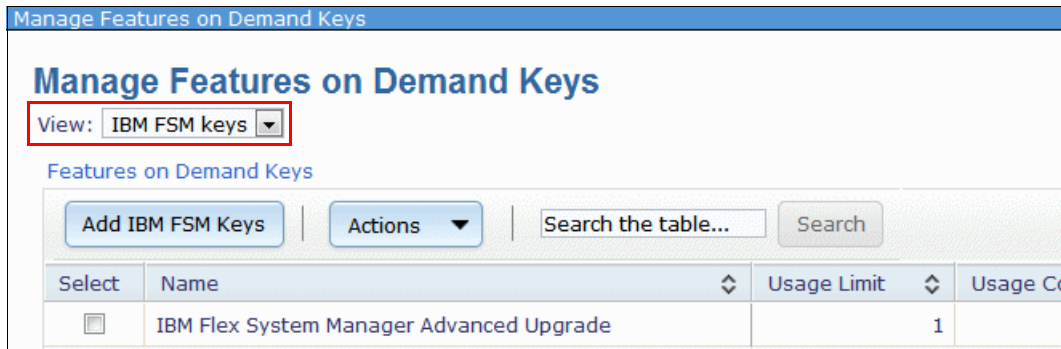 Manage Features on Demand Keys
Manage Features on Demand Keys
View: IBM FSM keys
Features on Demand Keys
Add IBM FSM Keys Actions Search the table... Search
Select Name Usage Limit Usage Co
IBM Flex System Manager Advanced Upgrade 1